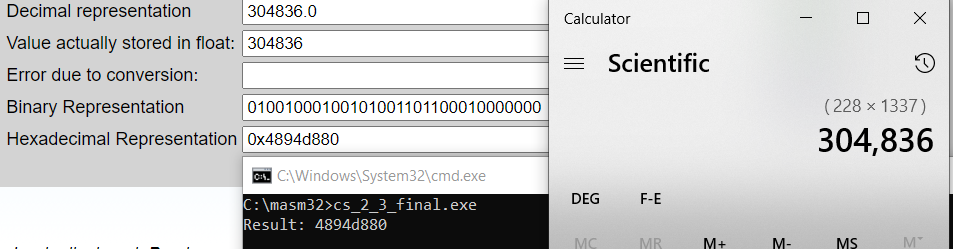 Decimal representation 304836.0
Value actually stored in float: 304836
Error due to conversion:
Binary Representation 01001000100101001101100010000000
Hexadecimal Representation 0x4894d880
C:\Windows\System32\cmd.exe
C:\masm32>cs_2_3_final.exe
Result: 4894d880
Calculator
Scientific
(228 × 1337)
304,836
DEG F-E
MC MR M+ M- MS M˅